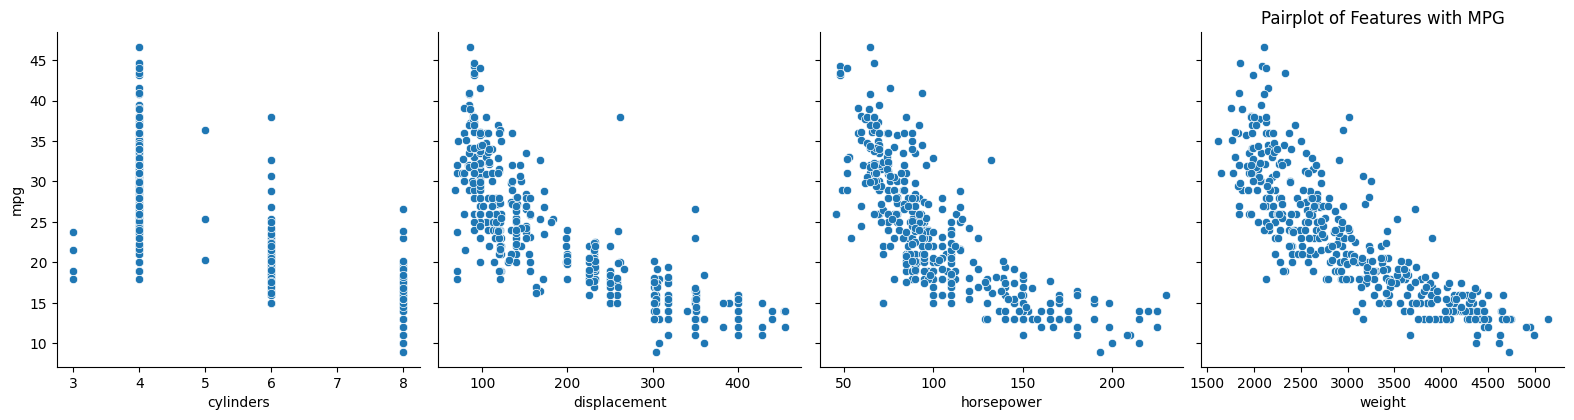 Pairplot of Features with MPG
mpg
45
40
35
30
25
20
15
10
3 4 5 6 7 8
cylinders
100 200 300 400
displacement
50 100 150 200
horsepower
1500 2000 2500 3000 3500 4000 4500 5000
weight